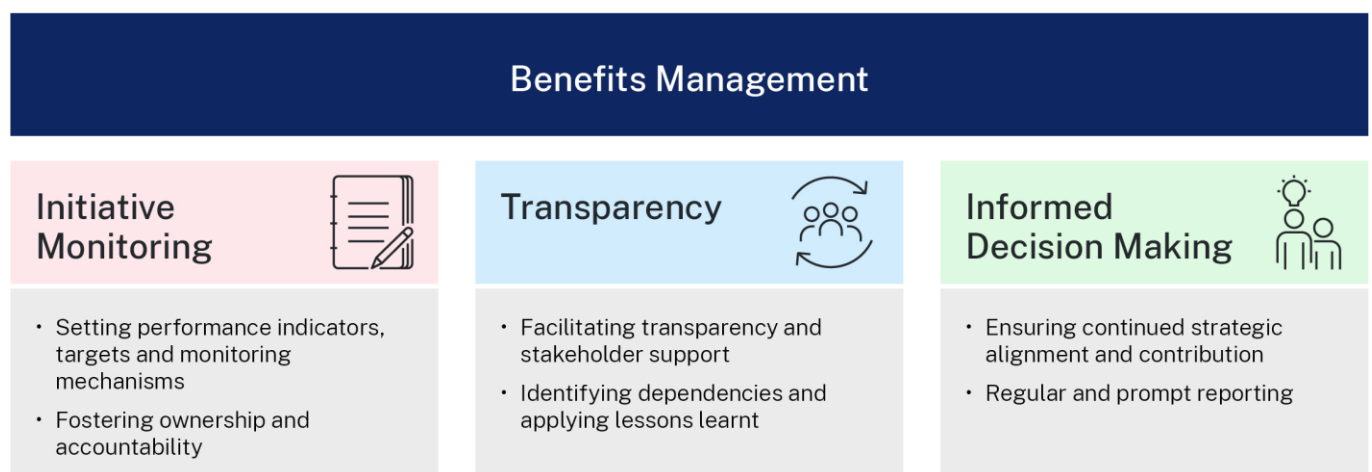 Benefits Management
Initiative
Monitoring
• Setting performance indicators,
targets and monitoring
mechanisms
• Fostering ownership and
accountability
Transparency
• Facilitating transparency and
stakeholder support
• Identifying dependencies and
applying lessons learnt
Informed
Decision Making
• Ensuring continued strategic
alignment and contribution
• Regular and prompt reporting